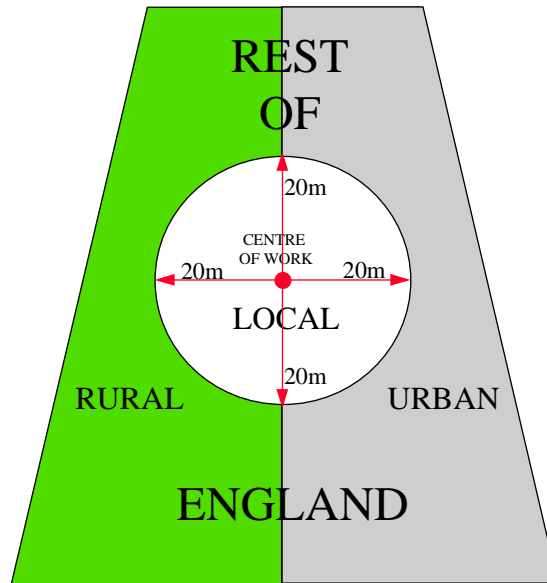 REST
OF
20m
CENTRE
OF WORK
20m 20m
LOCAL
20m
RURAL URBAN
ENGLAND